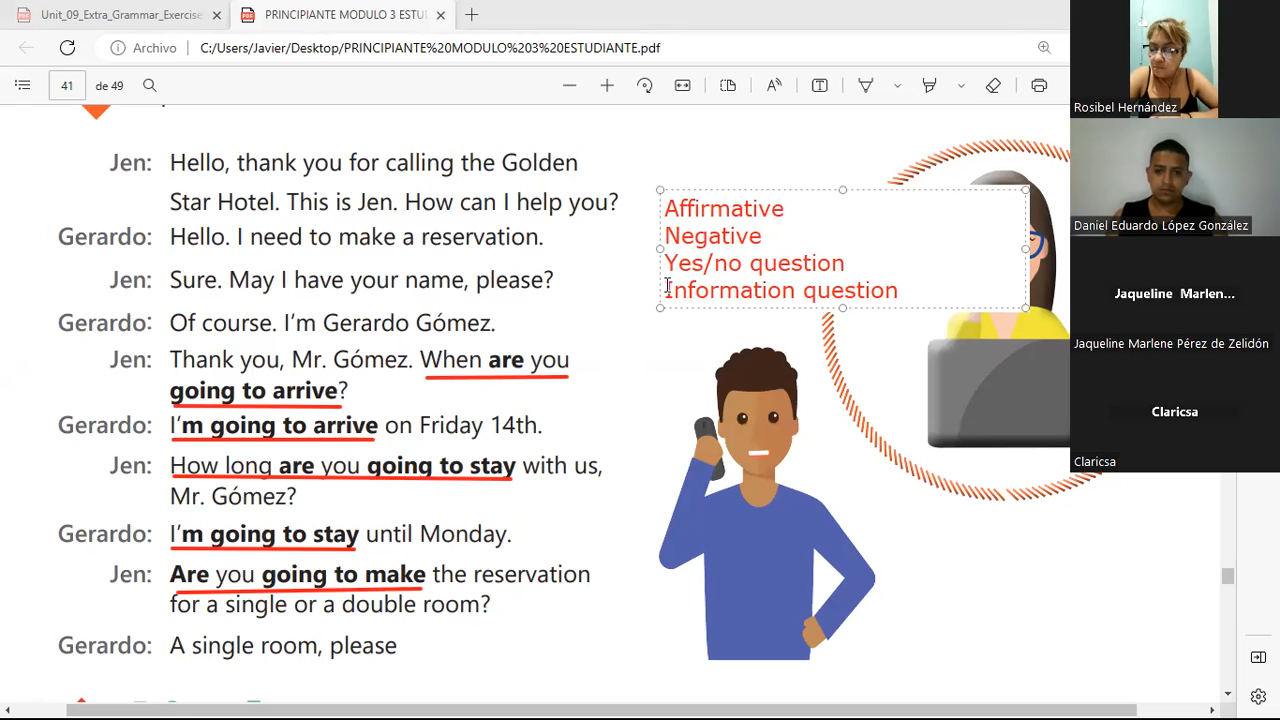 Unit_09_Extra_Grammar_Exercise
PRINCIPIANTE MODULO 3 ESTUD
Archivo
C:/Users/Javier/Desktop/PRINCIPIANTE%20MODULO%203%20ESTUDIANTE.pdf
41
de 49
Jen: Hello, thank you for calling the Golden
Star Hotel. This is Jen. How can I help you?
Gerardo: Hello. I need to make a reservation.
Jen: Sure. May I have your name, please?
Gerardo: Of course. I'm Gerardo Gómez.
Jen: Thank you, Mr. Gómez. When are you
going to arrive?
Gerardo: I'm going to arrive on Friday 14th.
Jen: How long are you going to stay with us,
Mr. Gómez?
Gerardo: I'm going to stay until Monday.
Jen: Are you going to make the reservation
for a single or a double room?
Gerardo: A single room, please
Affirmative
Negative
Yes/no question
Information question
Rosibel Hernández
Daniel Eduardo López González
Jaqueline Marlen...
Jaqueline Marlene Pérez de Zelidón
Claricsa
Claricsa